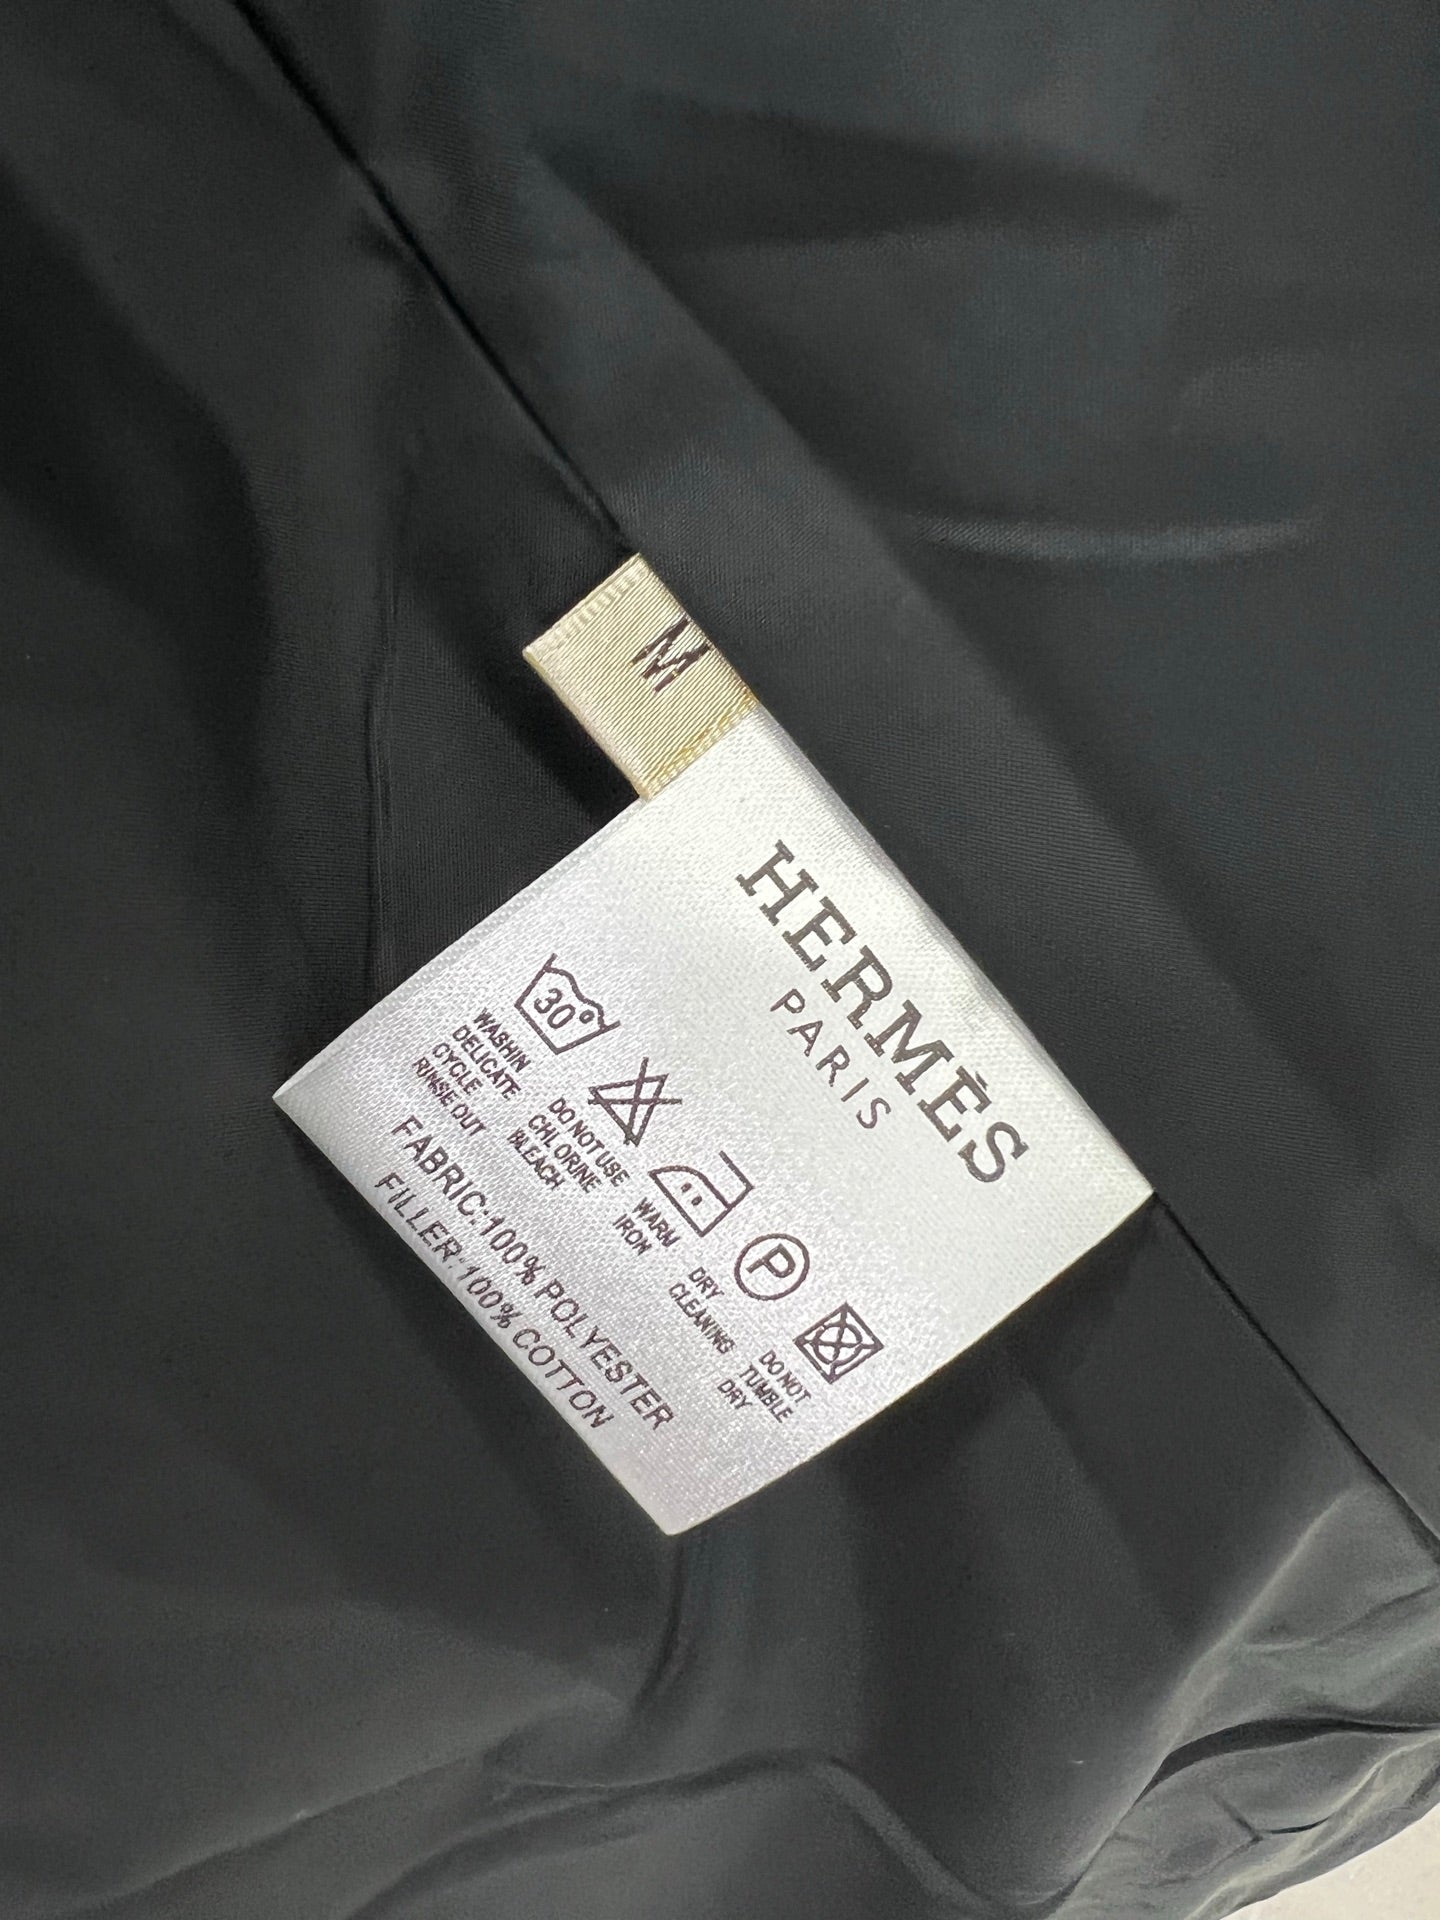 M
HERMÈS
PARIS
30°
P
WASHIN
DELICATE
CYCLE
RUNSIE OUT
DO NOT USE
CHLORINE
BLEACH
WARM
IRON
DRY
CLEANING
DO NOT
TUMBLE
DRY
FABRIC:100% POLYESTER
FILLER:100% COTTON